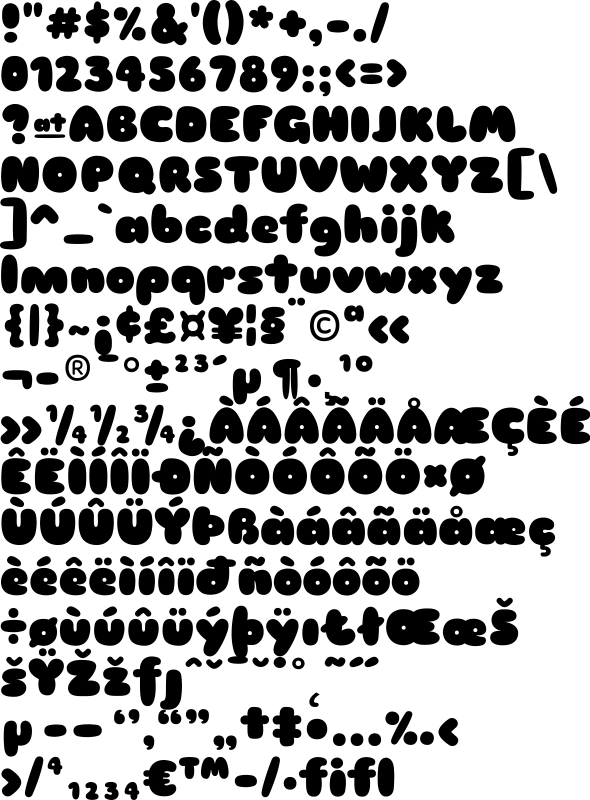 !"#$%&'()*+,-./
0123456789:;<=>
?@ABCDEFGHIJKLM
NOPQRSTUVWXYZ[\
]^_`abcdefghijk
lmnopqrstuvwxyz
{|}~¡¢£¤¥¦§¨©ª«
¬-®¯°±²³´µ¶·¸¹º
»¼½¾¿ÀÁÂÃÄÅÆÇÈÉ
ÊËÌÍÎÏÐÑÒÓÔÕÖ×Ø
ÙÚÛÜÝÞßàáâãäåæç
èéêëìíîïðñòóôõö
÷øùúûüýþÿıŁłŒœŠ
šŸŽžƒȷˆˇˉ˘˙˚˛˜˝
μ–—‘’‚“”„†‡•…‰‹
›⁄⁴₁₂₃₄€™−∕∙fifl